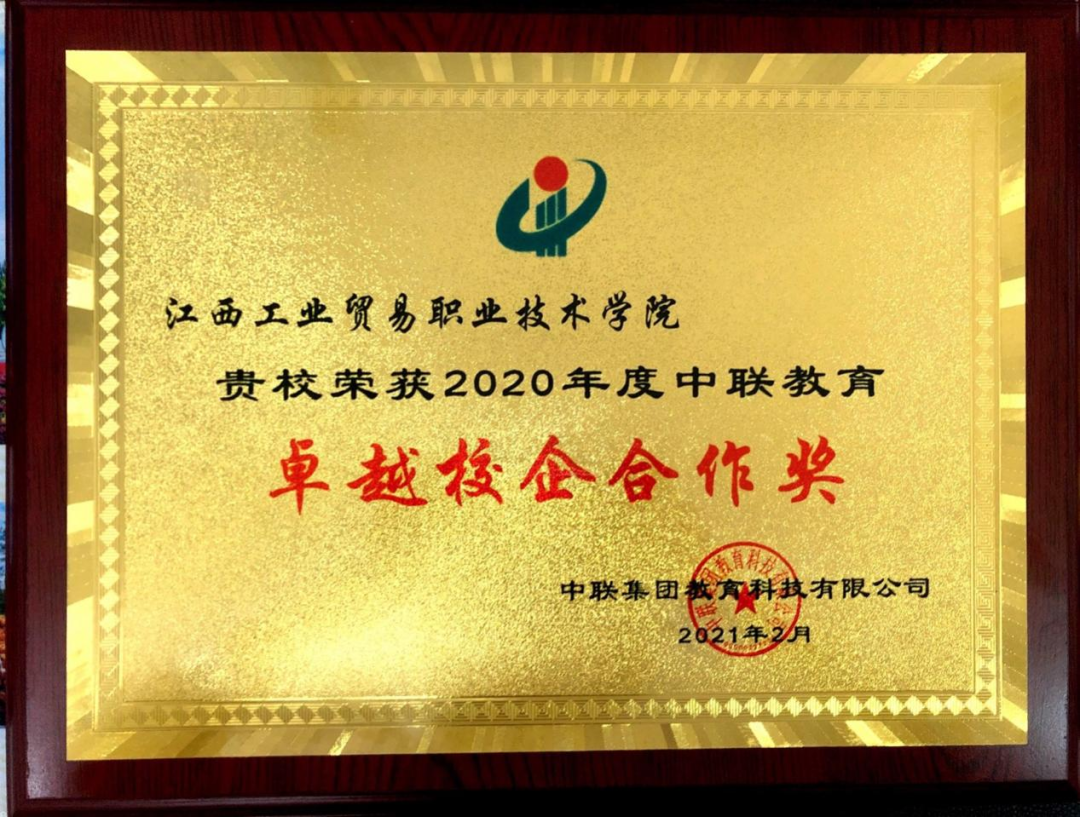 江西工业贸易职业技术学院
贵校荣获2020年度中联教育
卓越校企合作奖
中联集团教育科技有限公司
2021年2月